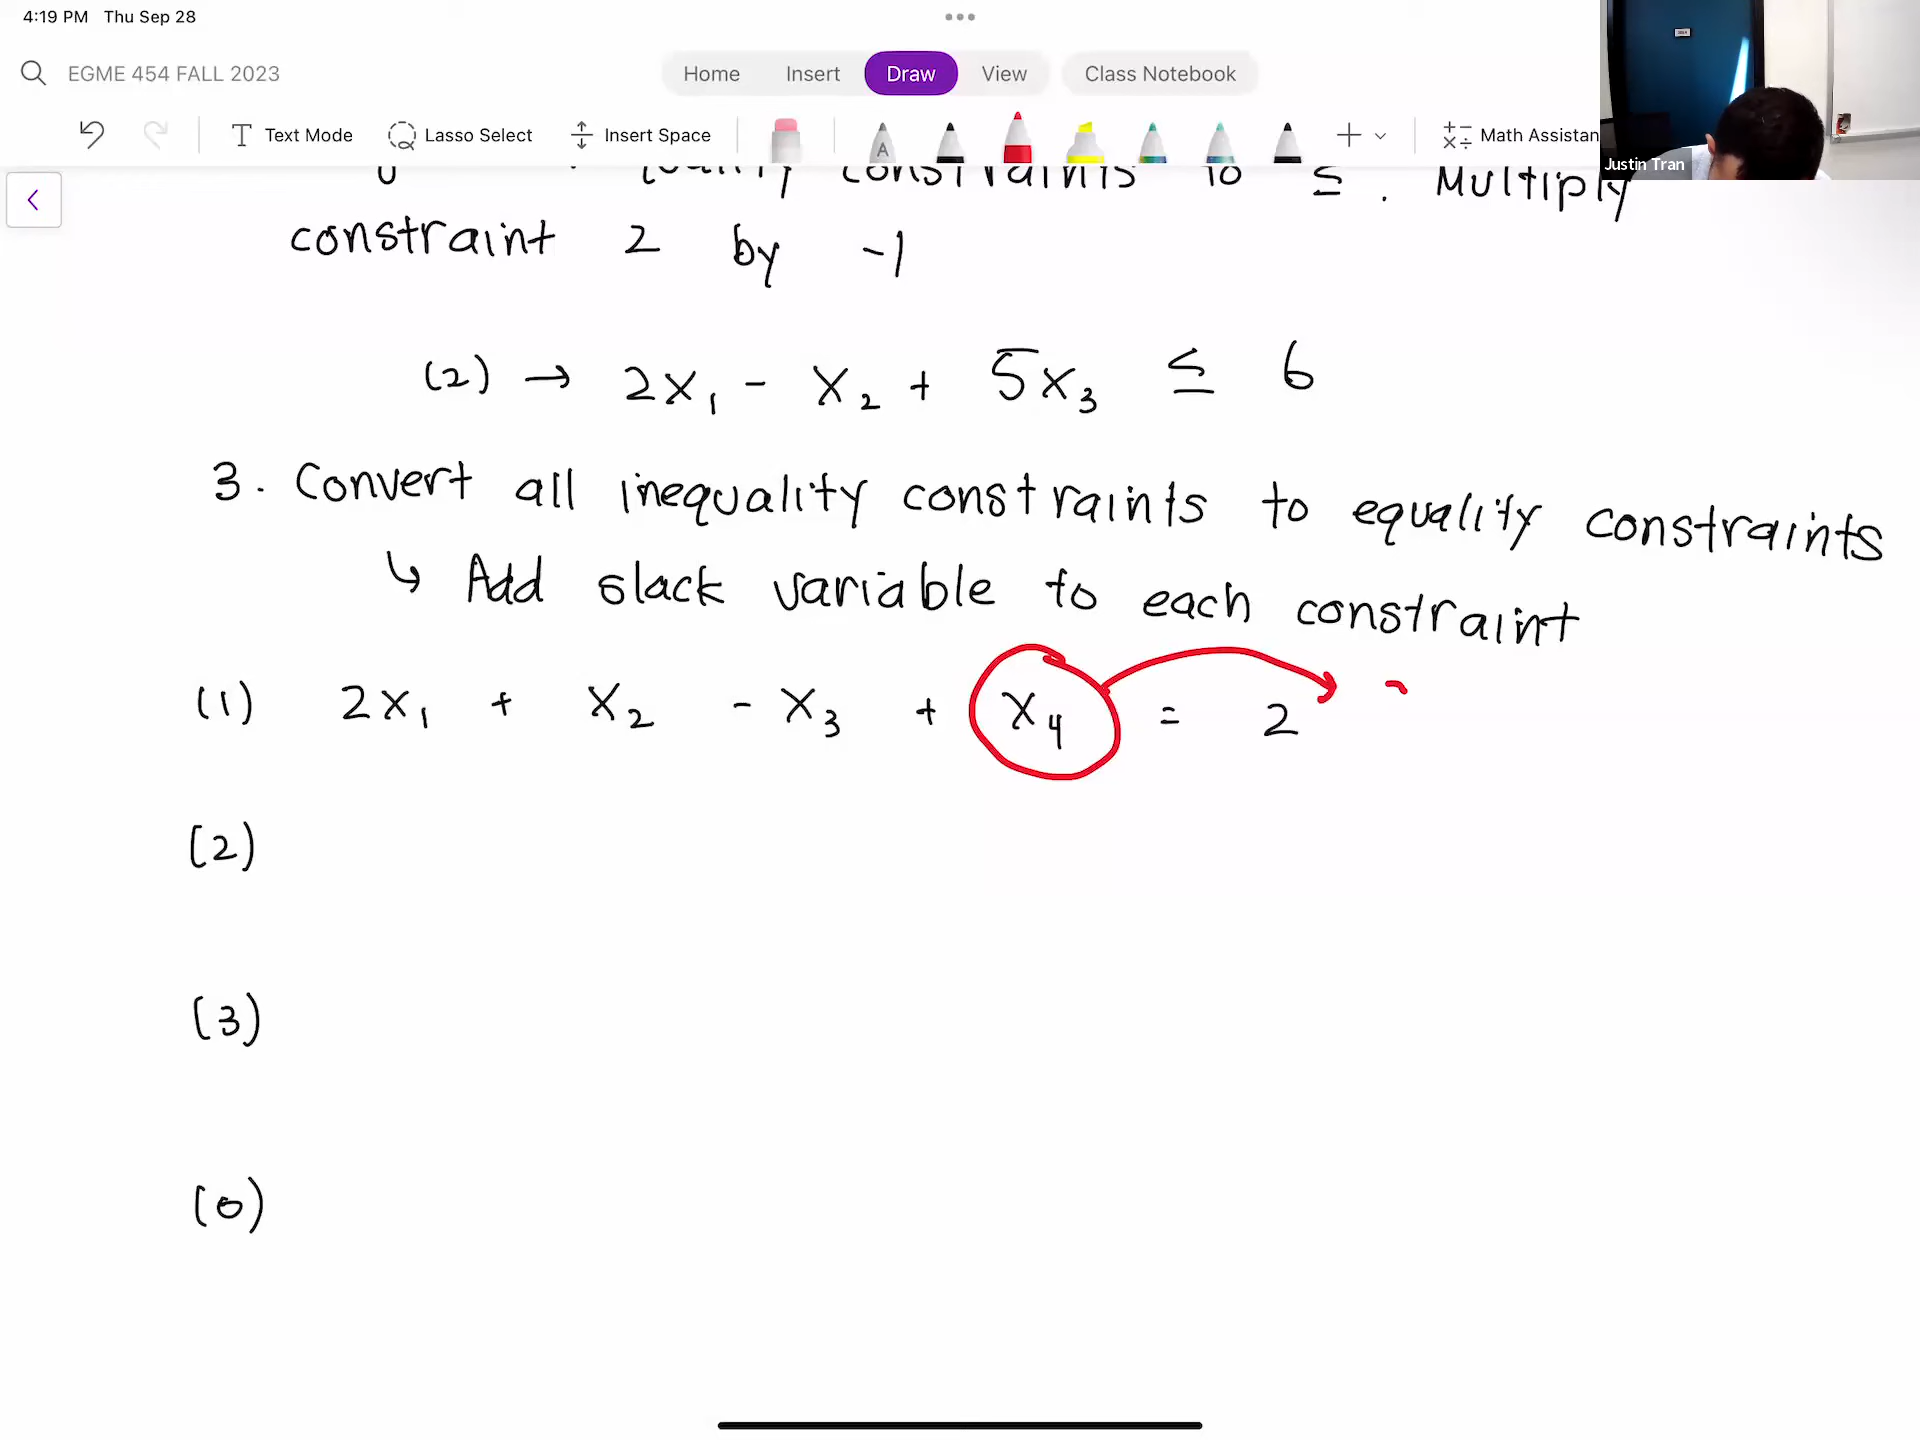 4:19 PM Thu Sep 28
EGME 454 FALL 2023
Home Insert Draw View Class Notebook
Text Mode Lasso Select Insert Space Math Assistan
Justin Tran
constraints to ≤ . Multiply
constraint 2 by -1
(2) → 2x₁ - x₂ + 5x₃ ≤ 6
3. Convert all inequality constraints to equality constraints
↳ Add slack variable to each constraint
(1) 2x₁ + x₂ - x₃ + x₄ = 2
(2)
(3)
(0)